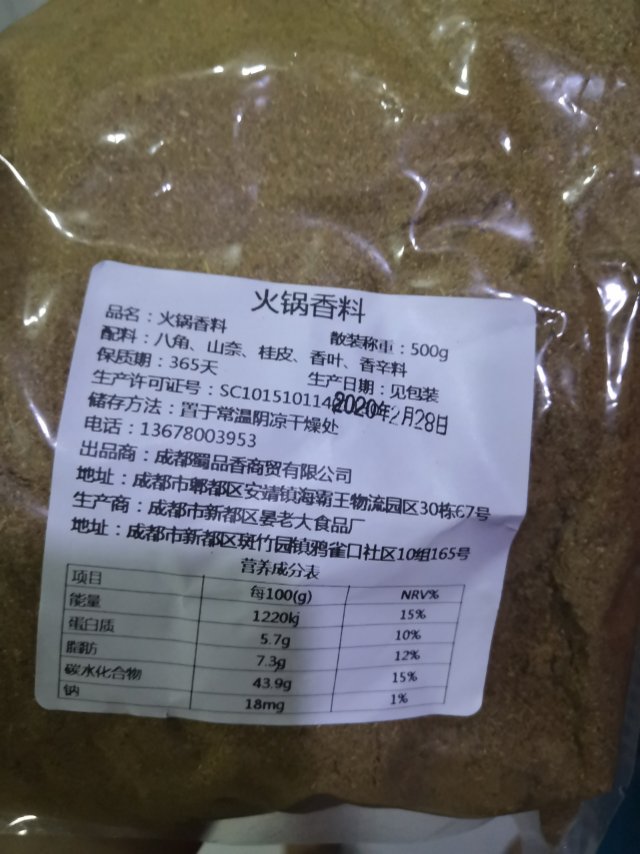 火锅香料
品名：火锅香料
散装称重：500g
配料：八角、山奈、桂皮、香叶、香辛料
保质期：365天
生产日期：见包装
生产许可证号：SC1015101148
2020年2月28日
储存方法：置于常温阴凉干燥处
电话：13678003953
出品商：成都蜀品香商贸有限公司
地址：成都市郫都区安靖镇海霸王物流园区30栋67号
生产商：成都市新都区晏老大食品厂
地址：成都市新都区斑竹园镇鸦雀口社区10组165号
营养成分表
项目 每100(g) NRV%
能量 1220kj 15%
蛋白质 5.7g 10%
脂肪 7.3g 12%
碳水化合物 43.9g 15%
钠 18mg 1%